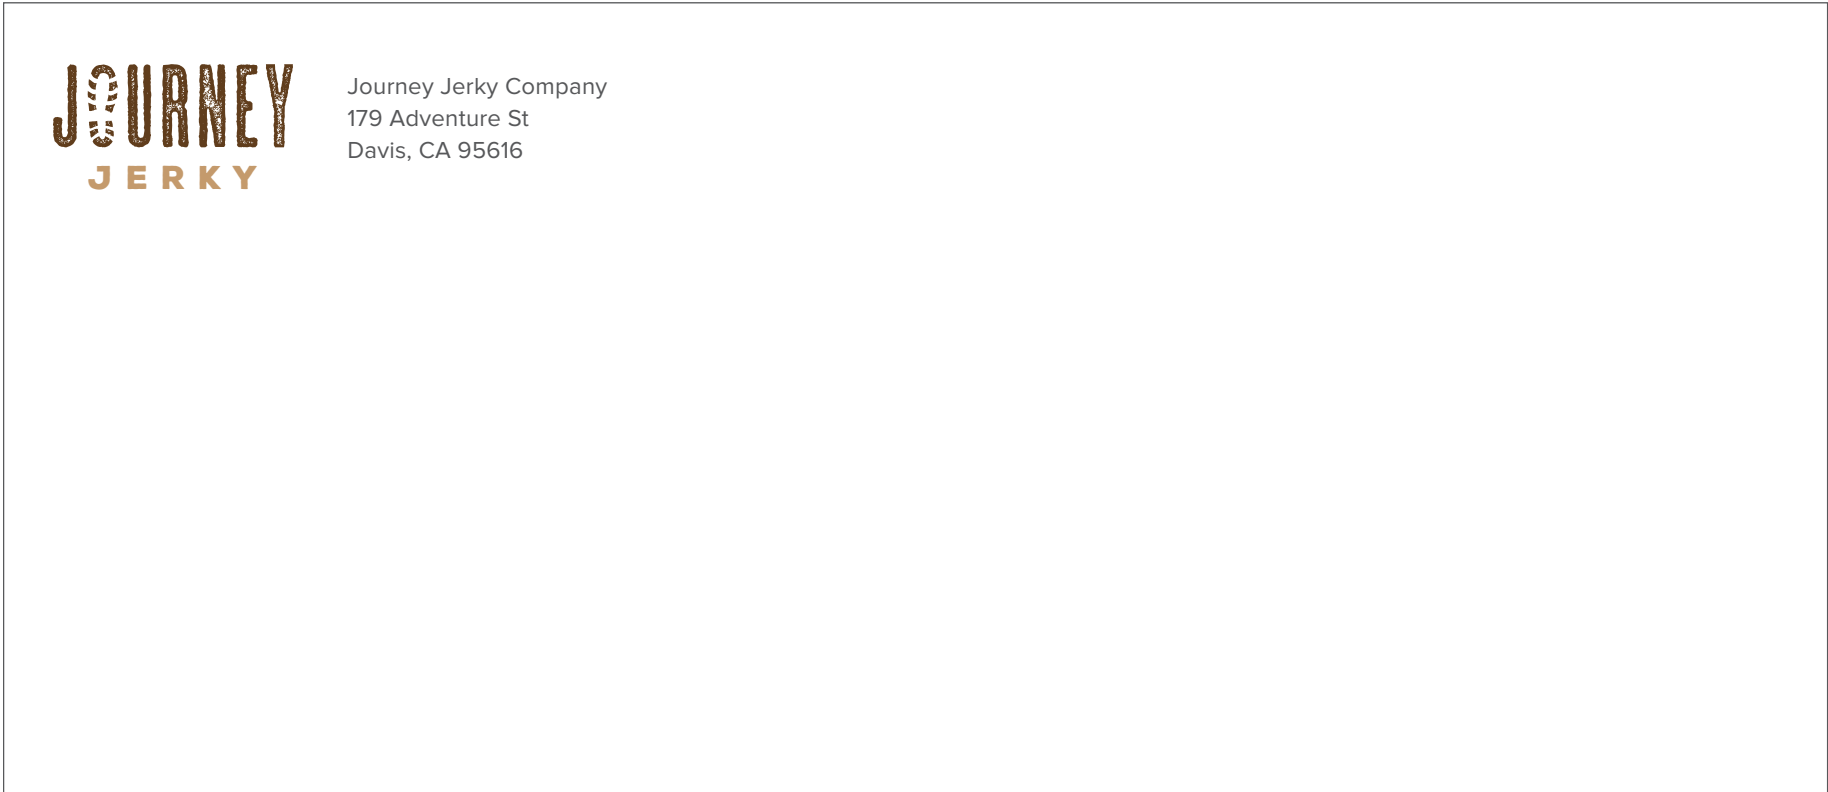 JOURNEY
JERKY
Journey Jerky Company
179 Adventure St
Davis, CA 95616